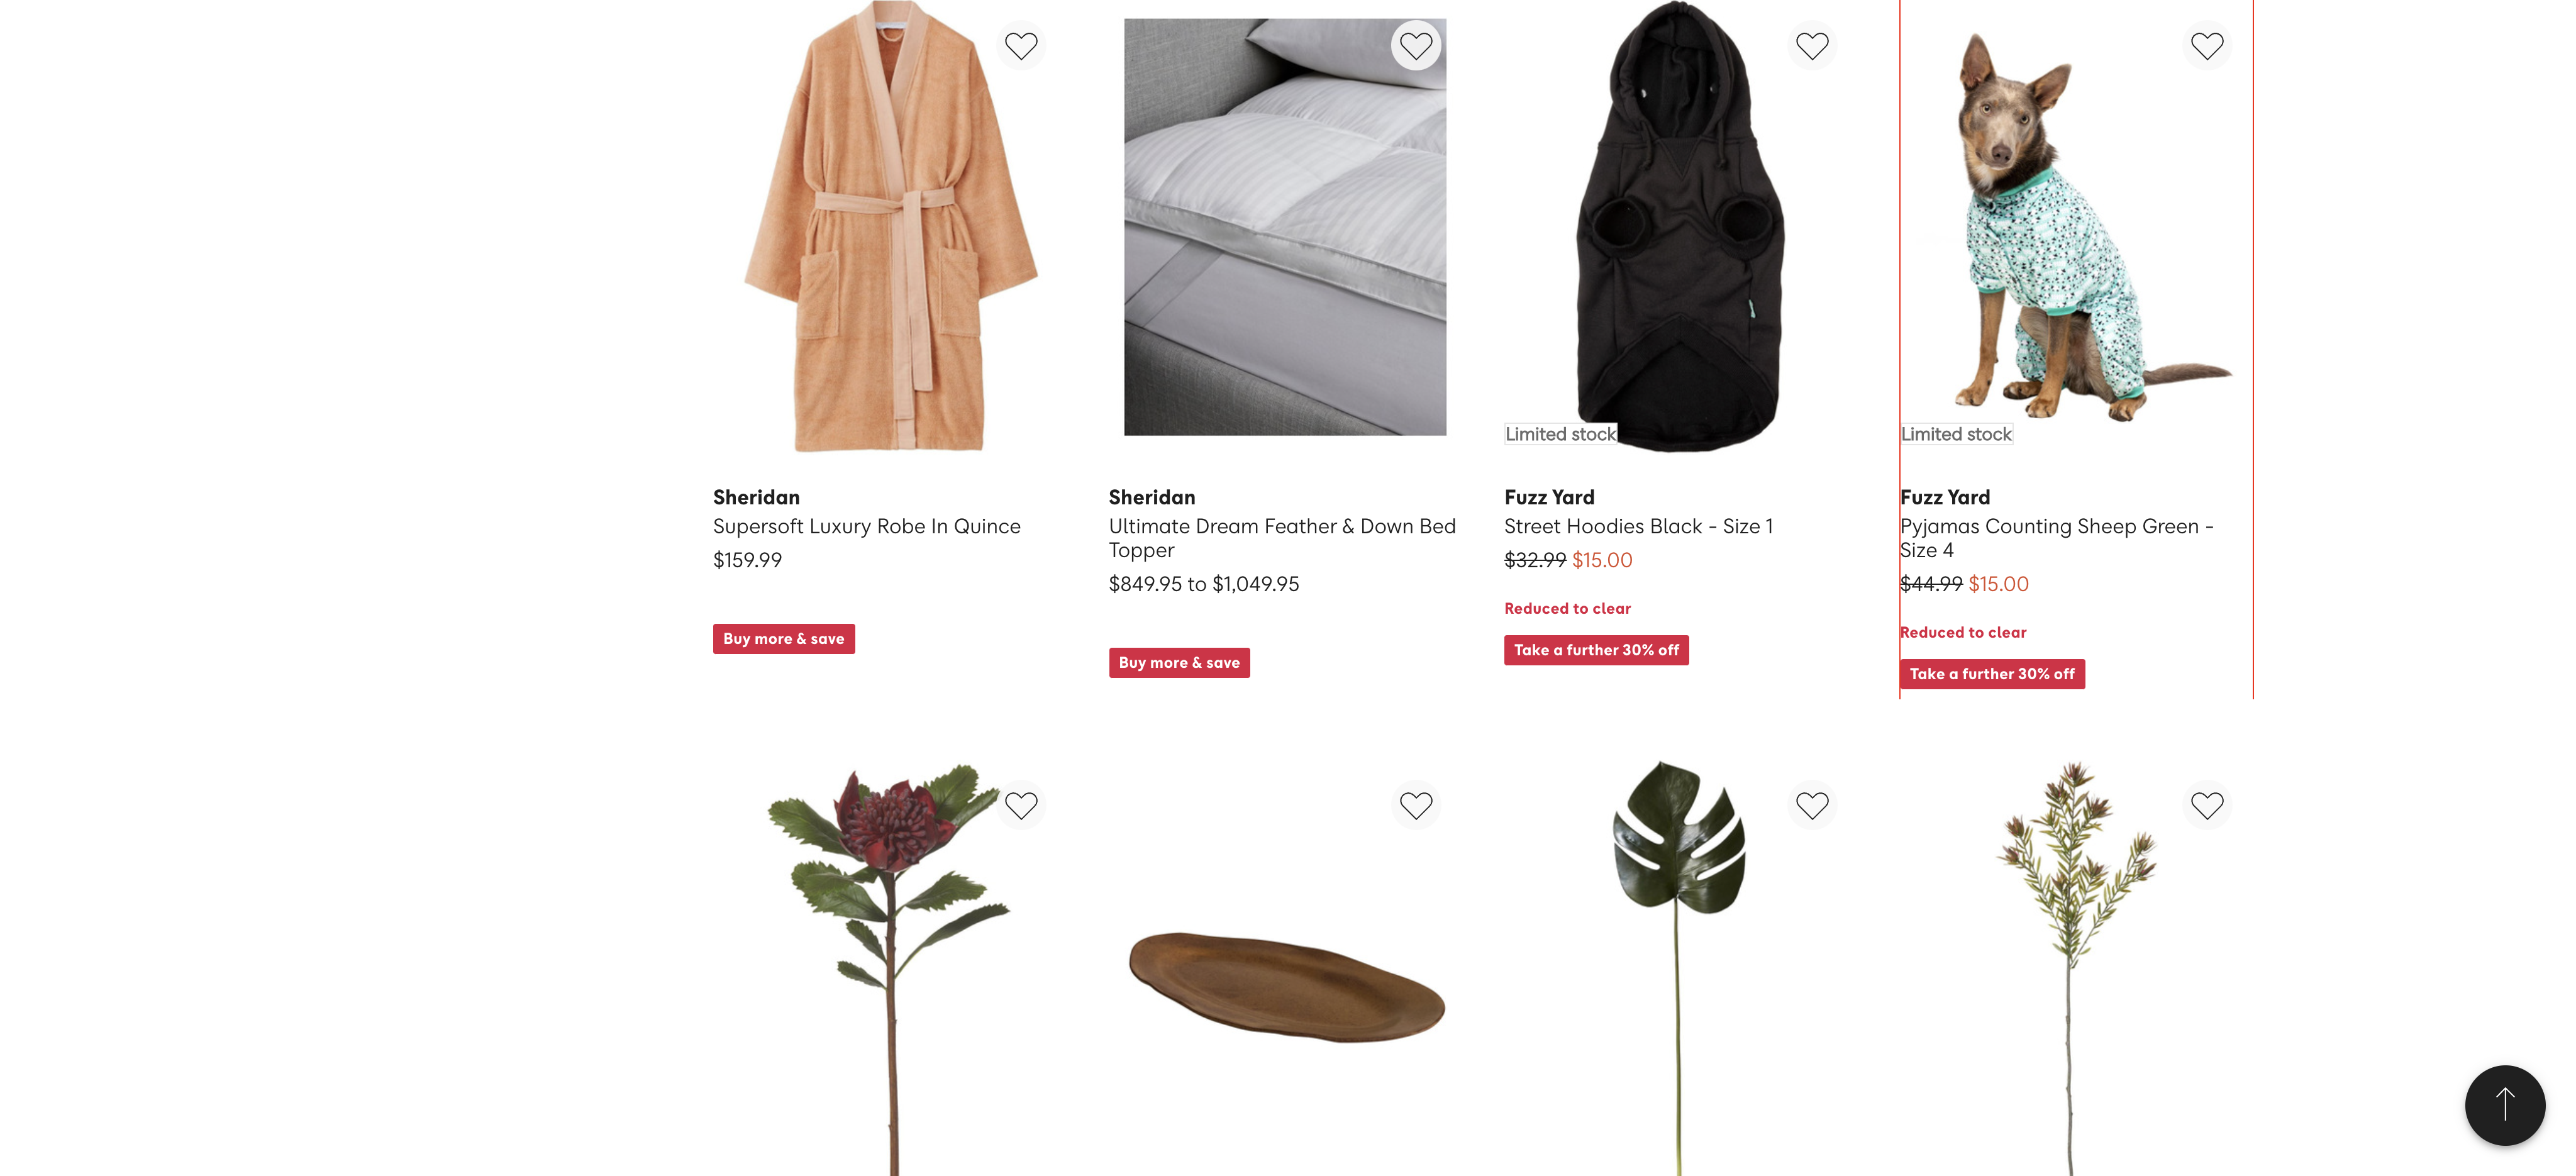 Limited stock
Limited stock
Sheridan
Supersoft Luxury Robe In Quince
$159.99
Buy more & save
Sheridan
Ultimate Dream Feather & Down Bed
Topper
$849.95 to $1,049.95
Buy more & save
Fuzz Yard
Street Hoodies Black - Size 1
$32.99 $15.00
Reduced to clear
Take a further 30% off
Fuzz Yard
Pyjamas Counting Sheep Green -
Size 4
$44.99 $15.00
Reduced to clear
Take a further 30% off